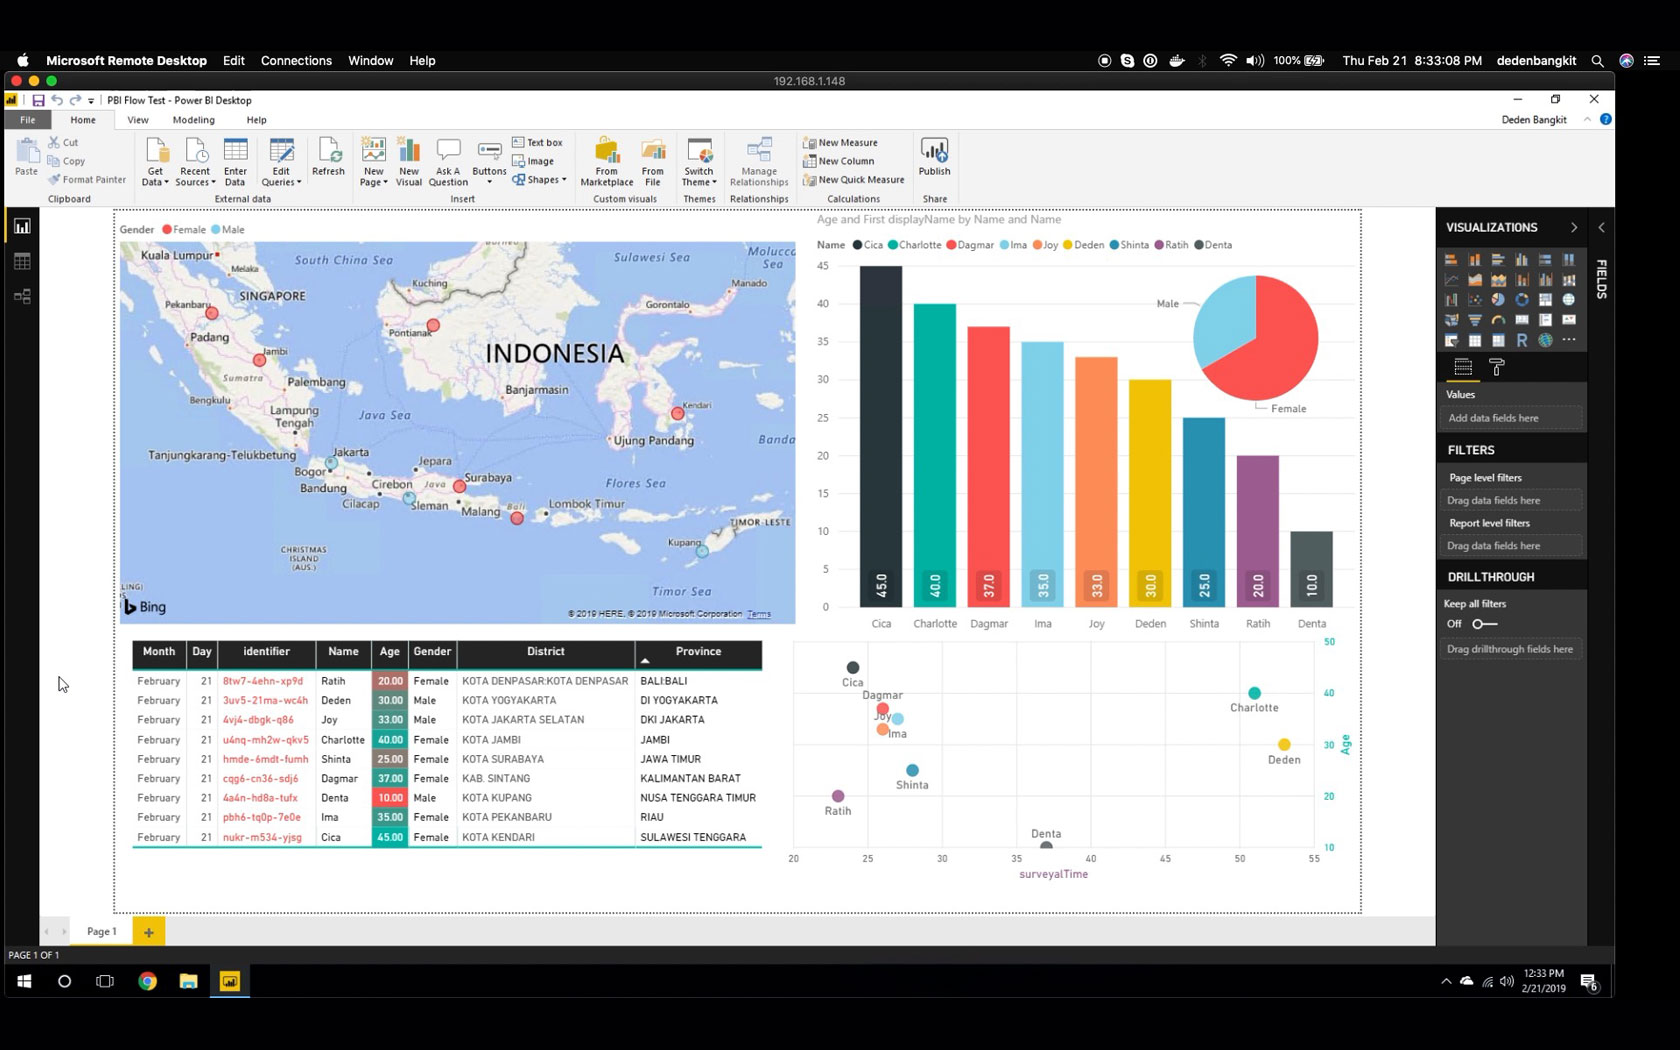 Microsoft Remote Desktop Edit Connections Window Help 100% Thu Feb 21 8:33:08 PM dedenbangkit
192.168.1.148
PBI Flow Test - Power BI Desktop
File Home View Modeling Help Deden Bangkit
Paste Cut Copy Format Painter
Clipboard
Get Data Recent Sources Enter Data Edit Queries Refresh
External data
New Page New Visual Ask A Question Buttons Text box Image Shapes
Insert
From Marketplace From File
Custom visuals
Switch Theme
Themes
Manage Relationships
Relationships
New Measure
New Column
New Quick Measure
Calculations
Publish
Share
Gender Female Male
Kuala Lumpur
Melaka
South China Sea
Borneo
Sulawesi Sea
Molucca Sea
Kuching
Manado
SINGAPORE
Pekanbaru
Gorontalo
Padang
Pontianak
Jambi
INDONESIA
Sumatra
Palembang
Banjarmasin
Bengkulu
Lampung Tengah
Java Sea
Kendari
Ujung Pandang
Banda
Tanjungkarang-Telukbetung
Jakarta
Bogor
Jepara
Bandung
Cirebon
Java
Surabaya
Flores Sea
Cilacap
Sleman
Malang
Bali
Lombok Timur
TIMOR-LESTE
Kupang
CHRISTMAS ISLAND (AUS.)
LING)
Timor Sea
Bing
© 2019 HERE, © 2019 Microsoft Corporation Terms
Age and First displayName by Name and Name
Name Cica Charlotte Dagmar Ima Joy Deden Shinta Ratih Denta
45
40
35
30
25
20
15
10
5
0
45.0 40.0 37.0 35.0 33.0 30.0 25.0 20.0 10.0
Cica Charlotte Dagmar Ima Joy Deden Shinta Ratih Denta
Male
Female
Month Day identifier Name Age Gender District Province
February 21 8tw7-4ehn-xp9d Ratih 20.00 Female KOTA DENPASAR:KOTA DENPASAR BALI:BALI
February 21 3uv5-21ma-wc4h Deden 30.00 Male KOTA YOGYAKARTA DI YOGYAKARTA
February 21 4vj4-dbgk-q86 Joy 33.00 Male KOTA JAKARTA SELATAN DKI JAKARTA
February 21 u4nq-mh2w-qkv5 Charlotte 40.00 Female KOTA JAMBI JAMBI
February 21 hmde-6mdt-fumh Shinta 25.00 Female KOTA SURABAYA JAWA TIMUR
February 21 cqg6-cn36-sdj6 Dagmar 37.00 Female KAB. SINTANG KALIMANTAN BARAT
February 21 4a4n-hd8a-tufx Denta 10.00 Male KOTA KUPANG NUSA TENGGARA TIMUR
February 21 pbh6-tq0p-7e0e Ima 35.00 Female KOTA PEKANBARU RIAU
February 21 nukr-m534-yjsg Cica 45.00 Female KOTA KENDARI SULAWESI TENGGARA
50
40
30
20
10
Age
Cica
Dagmar
Joy
Ima
Charlotte
Deden
Shinta
Ratih
Denta
20 25 30 35 40 45 50 55
surveyalTime
VISUALIZATIONS
FIELDS
R
Values
Add data fields here
FILTERS
Page level filters
Drag data fields here
Report level filters
Drag data fields here
DRILLTHROUGH
Keep all filters
Off
Drag drillthrough fields here
Page 1
PAGE 1 OF 1
12:33 PM
2/21/2019
6